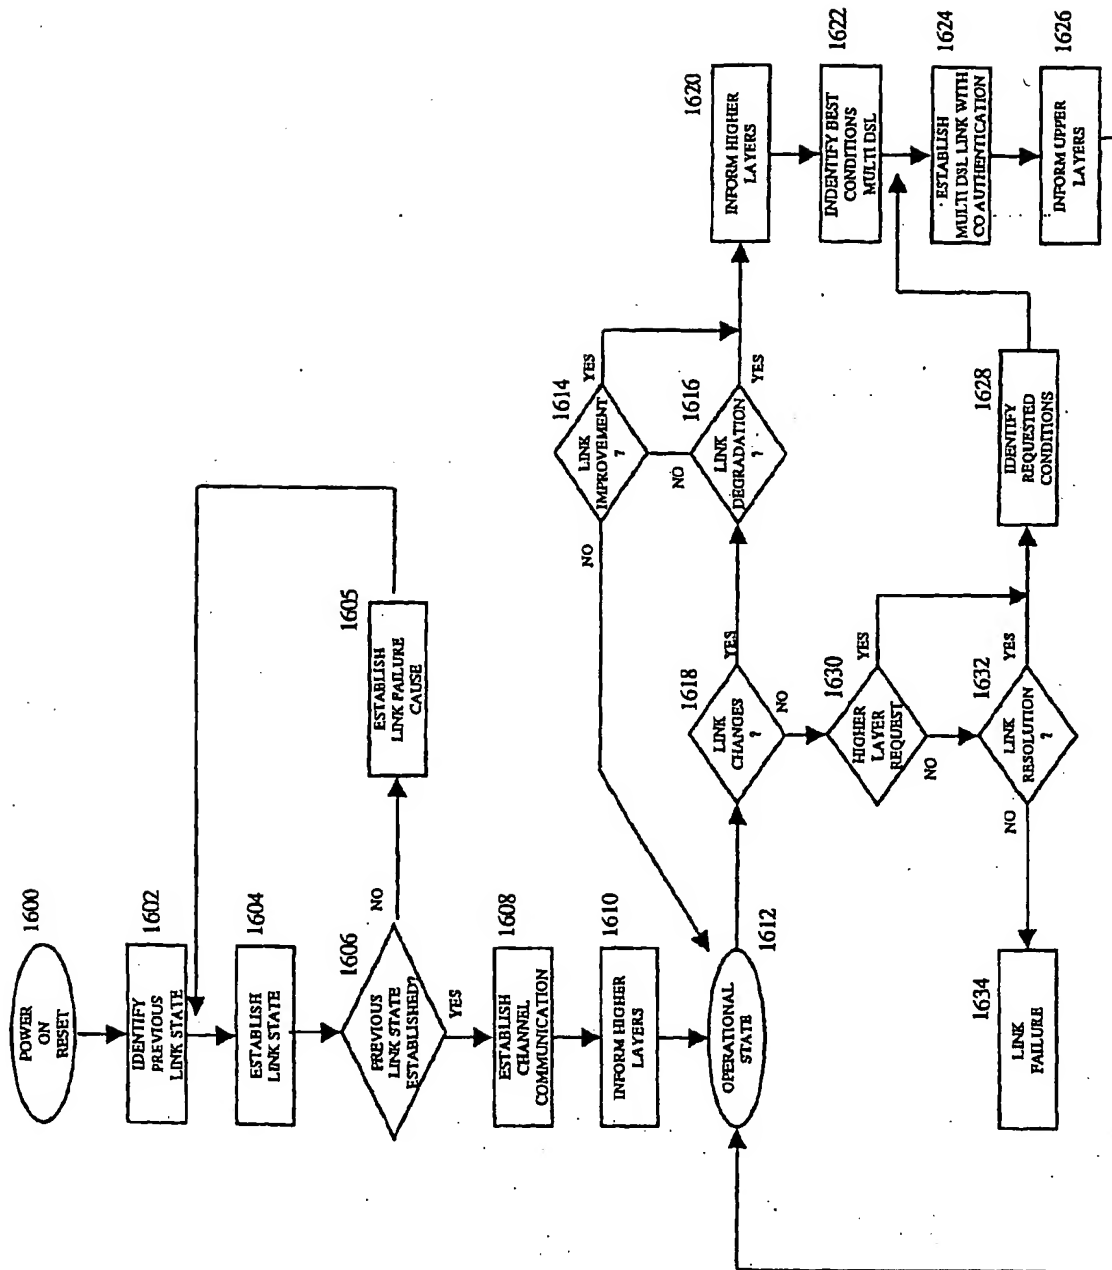 1600
POWER
ON
RESET
1602
IDENTIFY
PREVIOUS
LINK STATE
1604
ESTABLISH
LINK STATE
1605
ESTABLISH
LINK FAILURE
CAUSE
1606
PREVIOUS
LINK STATE
ESTABLISHED?
NO
YES
1608
ESTABLISH
CHANNEL
COMMUNICATION
1610
INFORM HIGHER
LAYERS
1612
OPERATIONAL
STATE
1614
LINK
IMPROVEMENT
?
YES
NO
NO
1616
LINK
DEGRADATION
?
YES
1618
LINK
CHANGES
?
YES
NO
1620
INFORM HIGHER
LAYERS
1622
INDENTIFY BEST
CONDITIONS
MULTI DSL
1624
ESTABLISH
MULTI DSL LINK WITH
CO AUTHENTICATION
1626
INFORM UPPER
LAYERS
1628
IDENTIFY
REQUESTED
CONDITIONS
1630
HIGHER
LAYER
REQUEST
YES
NO
1632
LINK
RESOLUTION
?
YES
NO
1634
LINK
FAILURE